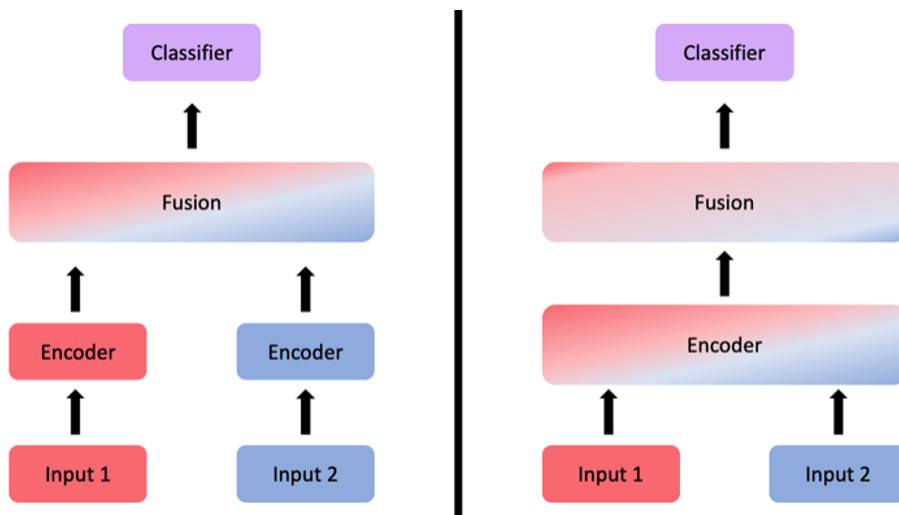 Classifier
Fusion
Encoder
Encoder
Input 1
Input 2
Classifier
Fusion
Encoder
Input 1
Input 2